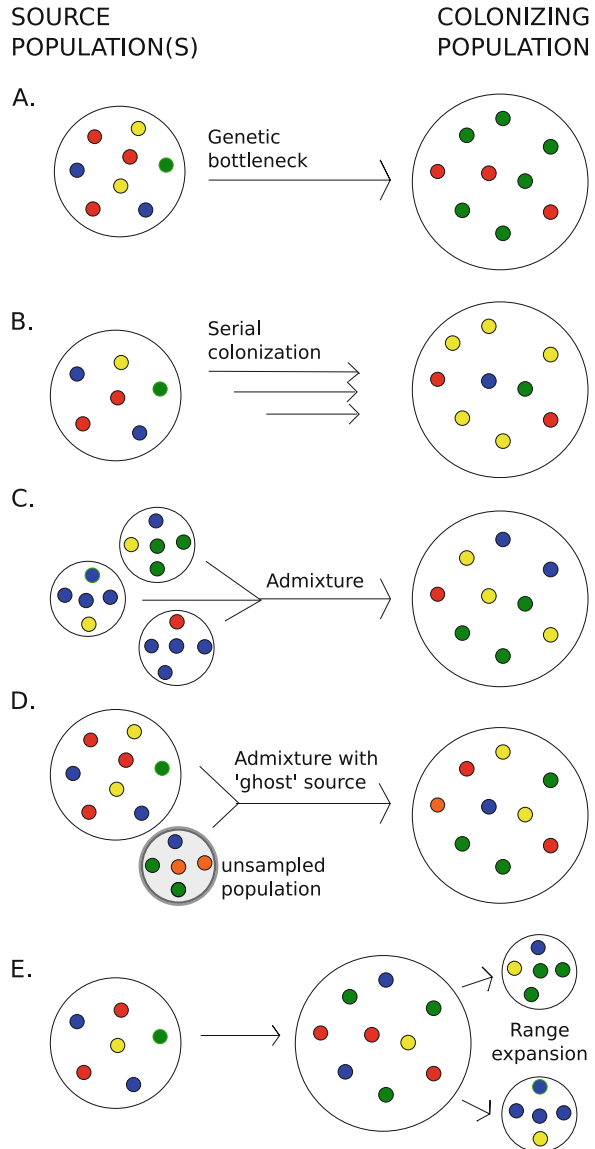 SOURCE
POPULATION(S)
COLONIZING
POPULATION
A.
Genetic
bottleneck
B.
Serial
colonization
C.
Admixture
D.
Admixture with
'ghost' source
unsampled
population
E.
Range
expansion